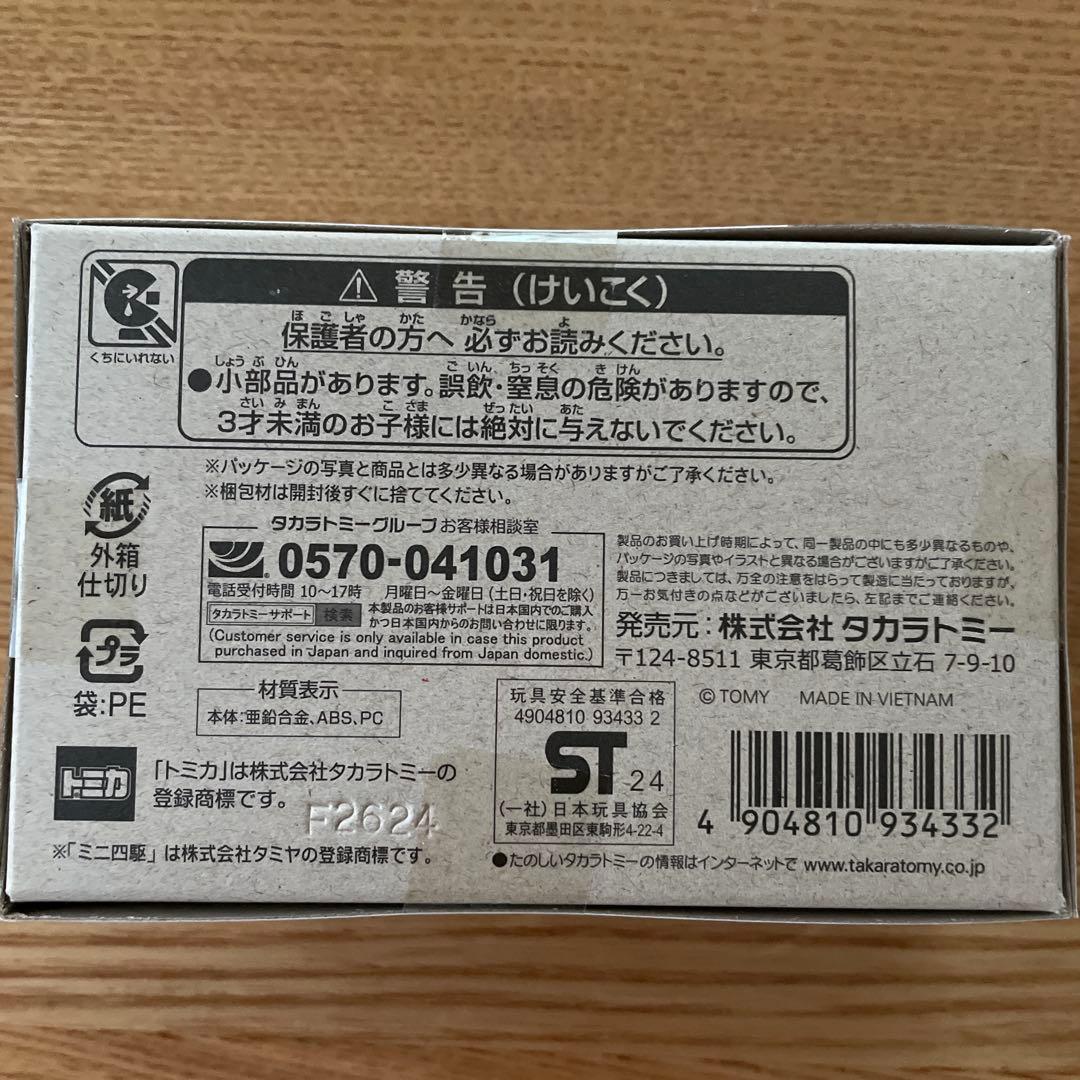 くちにいれない
⚠警告（けいこく）
ほごしゃ かた かなら よ
保護者の方へ 必ずお読みください。
しょうぶひん ごいん ちっそく きけん
●小部品があります。誤飲・窒息の危険がありますので、
さいみまん こさま ぜったい あた
3才未満のお子様には絶対に与えないでください。
※パッケージの写真と商品とは多少異なる場合がありますがご了承ください。
※梱包材は開封後すぐに捨ててください。
紙
外箱
仕切り
プラ
袋:PE
タカラトミーグループお客様相談室
0570-041031
電話受付時間 10〜17時 月曜日〜金曜日(土日・祝日を除く)
タカラトミーサポート 検索
本製品のお客様サポートは日本国内でのご購入
かつ日本国内からのお問い合わせに限ります。
(Customer service is only available in case this product
purchased in Japan and inquired from Japan domestic.)
製品のお買い上げ時期によって、同一製品の中にも多少異なるものや、
パッケージの写真やイラストと異なる場合がございますがご了承ください。
製品につきましては、万全の注意をはらって製造に当たっておりますが、
万一お気付きの点などがございましたら、左記までご連絡ください。
発売元:株式会社 タカラトミー
〒124-8511 東京都葛飾区立石 7-9-10
材質表示
本体:亜鉛合金、ABS、PC
玩具安全基準合格
4904810 93433 2
ST 24
(一社)日本玩具協会
東京都墨田区東駒形4-22-4
© TOMY MADE IN VIETNAM
トミカ
「トミカ」は株式会社タカラトミーの
登録商標です。
F2624
※「ミニ四駆」は株式会社タミヤの登録商標です。
4 904810 934332
●たのしいタカラトミーの情報はインターネットで www.takaratomy.co.jp